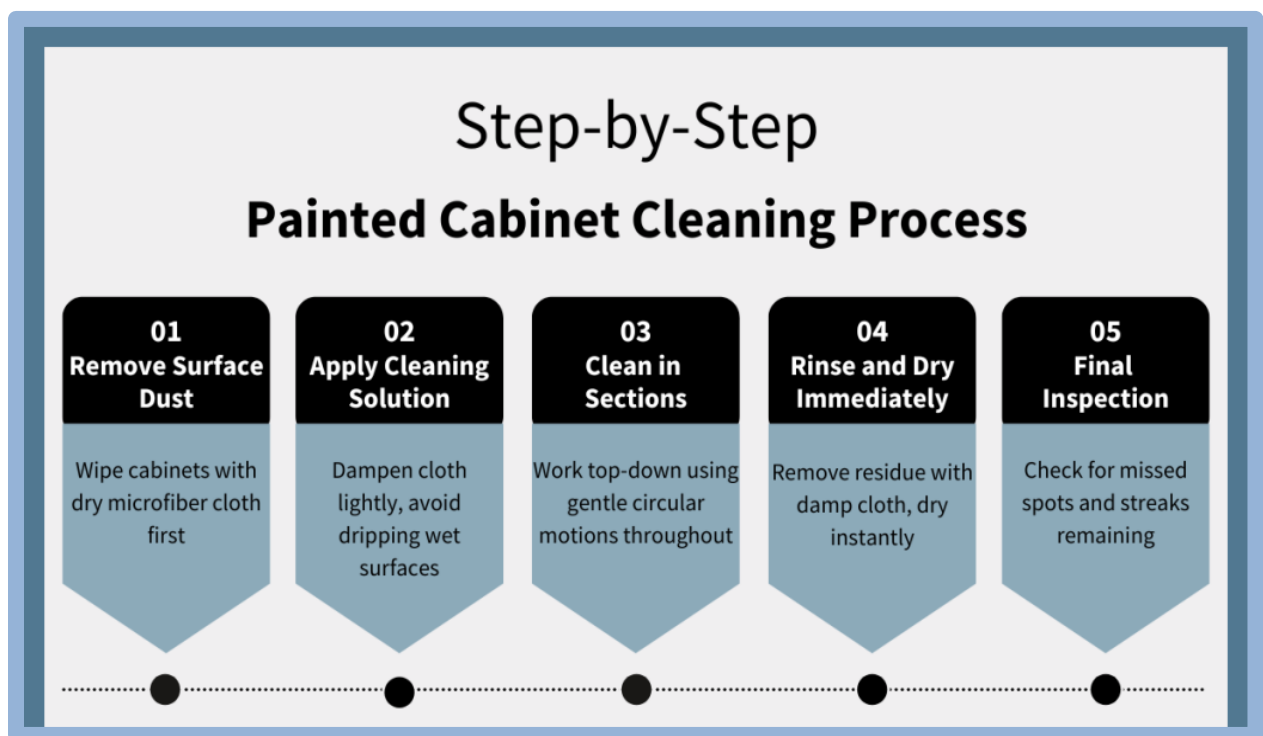 Step-by-Step
Painted Cabinet Cleaning Process
01
Remove Surface
Dust
Wipe cabinets with
dry microfiber cloth
first
02
Apply Cleaning
Solution
Dampen cloth
lightly, avoid
dripping wet
surfaces
03
Clean in
Sections
Work top-down using
gentle circular
motions throughout
04
Rinse and Dry
Immediately
Remove residue with
damp cloth, dry
instantly
05
Final
Inspection
Check for missed
spots and streaks
remaining